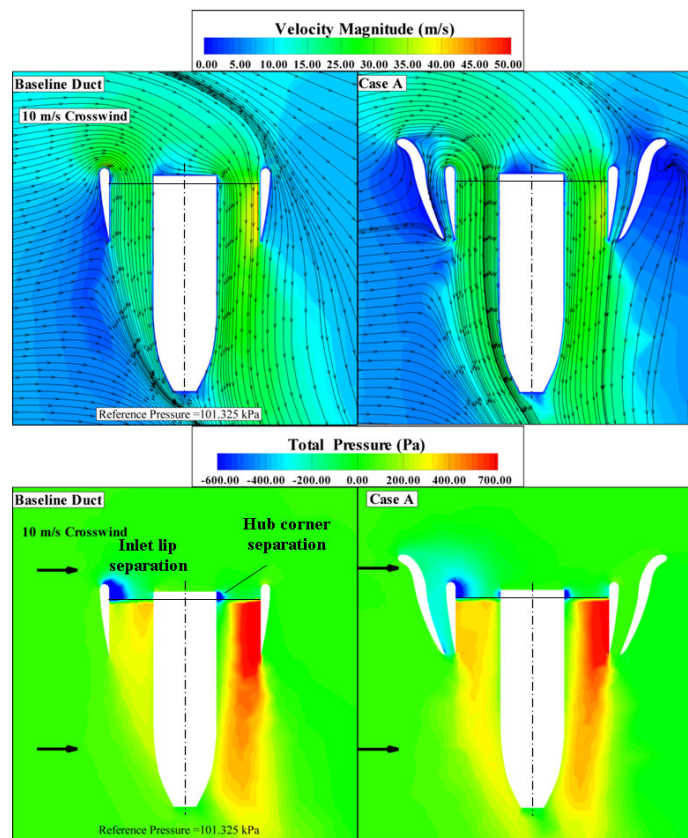 Velocity Magnitude (m/s)
0.00 5.00 10.00 15.00 20.00 25.00 30.00 35.00 40.00 45.00 50.00
Baseline Duct
Case A
10 m/s Crosswind
Reference Pressure =101.325 kPa
Total Pressure (Pa)
-600.00 -400.00 -200.00 0.00 200.00 400.00 700.00
Baseline Duct
Case A
10 m/s Crosswind
Hub corner
separation
Inlet lip
separation
Reference Pressure =101.325 kPa